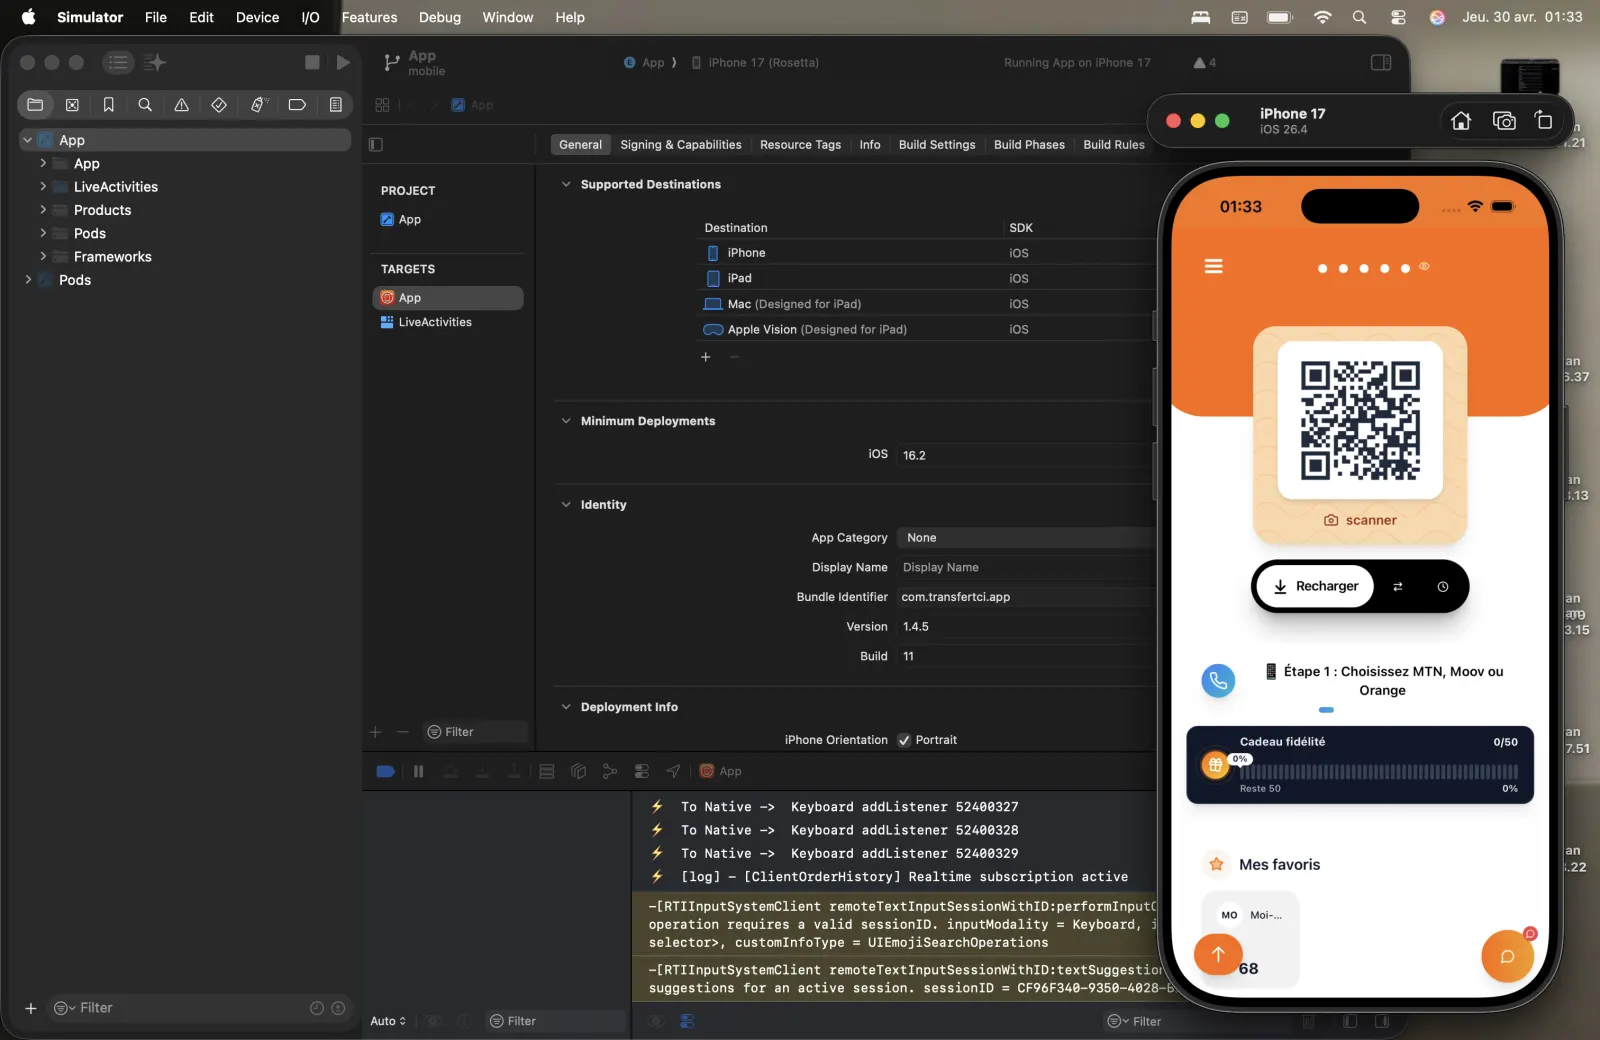 Simulator File Edit Device I/O Features Debug Window Help
Jeu. 30 avr. 01:33
App
mobile
App
iPhone 17 (Rosetta)
Running App on iPhone 17
4
App
App
App
LiveActivities
Products
Pods
Frameworks
Pods
Filter
PROJECT
App
TARGETS
App
LiveActivities
Filter
General Signing & Capabilities Resource Tags Info Build Settings Build Phases Build Rules
Supported Destinations
Destination SDK
iPhone iOS
iPad iOS
Mac (Designed for iPad) iOS
Apple Vision (Designed for iPad) iOS
Minimum Deployments
iOS 16.2
Identity
App Category None
Display Name Display Name
Bundle Identifier com.transfertci.app
Version 1.4.5
Build 11
Deployment Info
iPhone Orientation Portrait
App
⚡ To Native -> Keyboard addListener 52400327
⚡ To Native -> Keyboard addListener 52400328
⚡ To Native -> Keyboard addListener 52400329
⚡ [log] - [ClientOrderHistory] Realtime subscription active
-[RTIInputSystemClient remoteTextInputSessionWithID:performInputO
operation requires a valid sessionID. inputModality = Keyboard, i
selector>, customInfoType = UIEmojiSearchOperations
-[RTIInputSystemClient remoteTextInputSessionWithID:textSuggestio
suggestions for an active session. sessionID = CF96F340-9350-4028-
Auto
Filter
Filter
iPhone 17
iOS 26.4
01:33
scanner
Recharger
📱 Étape 1 : Choisissez MTN, Moov ou
Orange
Cadeau fidélité 0/50
0%
Reste 50 0%
Mes favoris
MO Moi-...
68